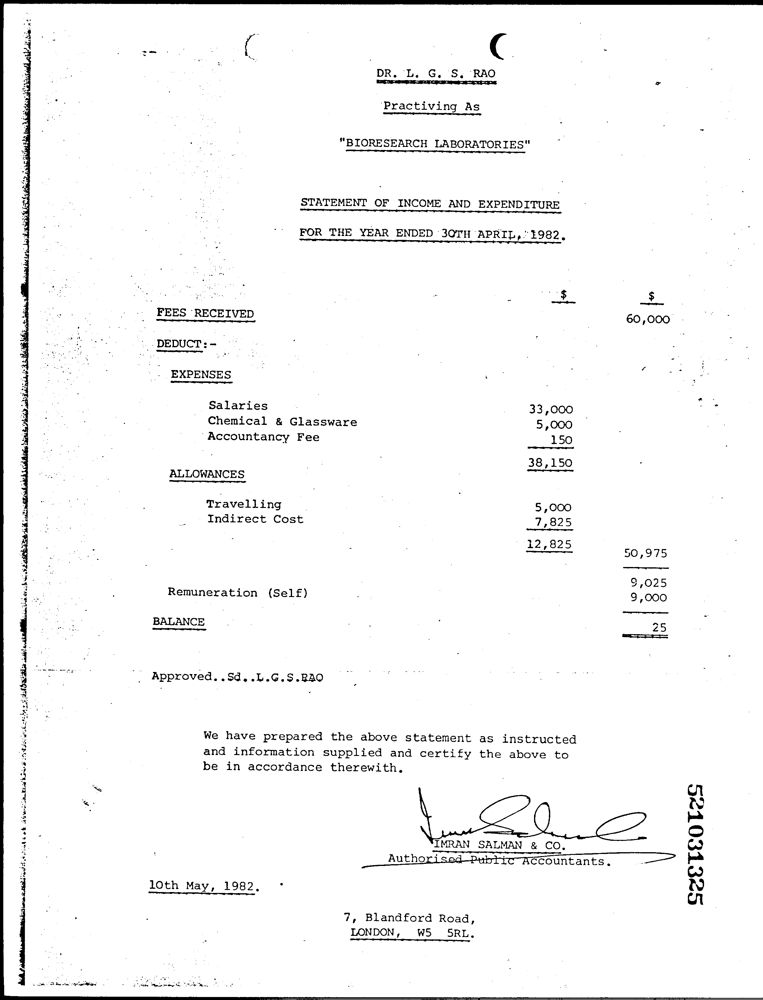 DR. L. G. S. RAO
Practiving As
"BIORESEARCH LABORATORIES"
STATEMENT OF INCOME AND EXPENDITURE
FOR THE YEAR ENDED 30TH APRIL, 1982.
$ $
FEES RECEIVED 60,000
DEDUCT:-
EXPENSES
Salaries 33,000
Chemical & Glassware 5,000
Accountancy Fee 150
38,150
ALLOWANCES
Travelling 5,000
Indirect Cost 7,825
12,825 50,975
9,025
Remuneration (Self) 9,000
BALANCE 25
Approved..Sd..L.G.S.RAO
We have prepared the above statement as instructed
and information supplied and certify the above to
be in accordance therewith.
IMRAN SALMAN & CO.
Authorised Public Accountants.
10th May, 1982.
7, Blandford Road,
LONDON, W5 5RL.
521031325